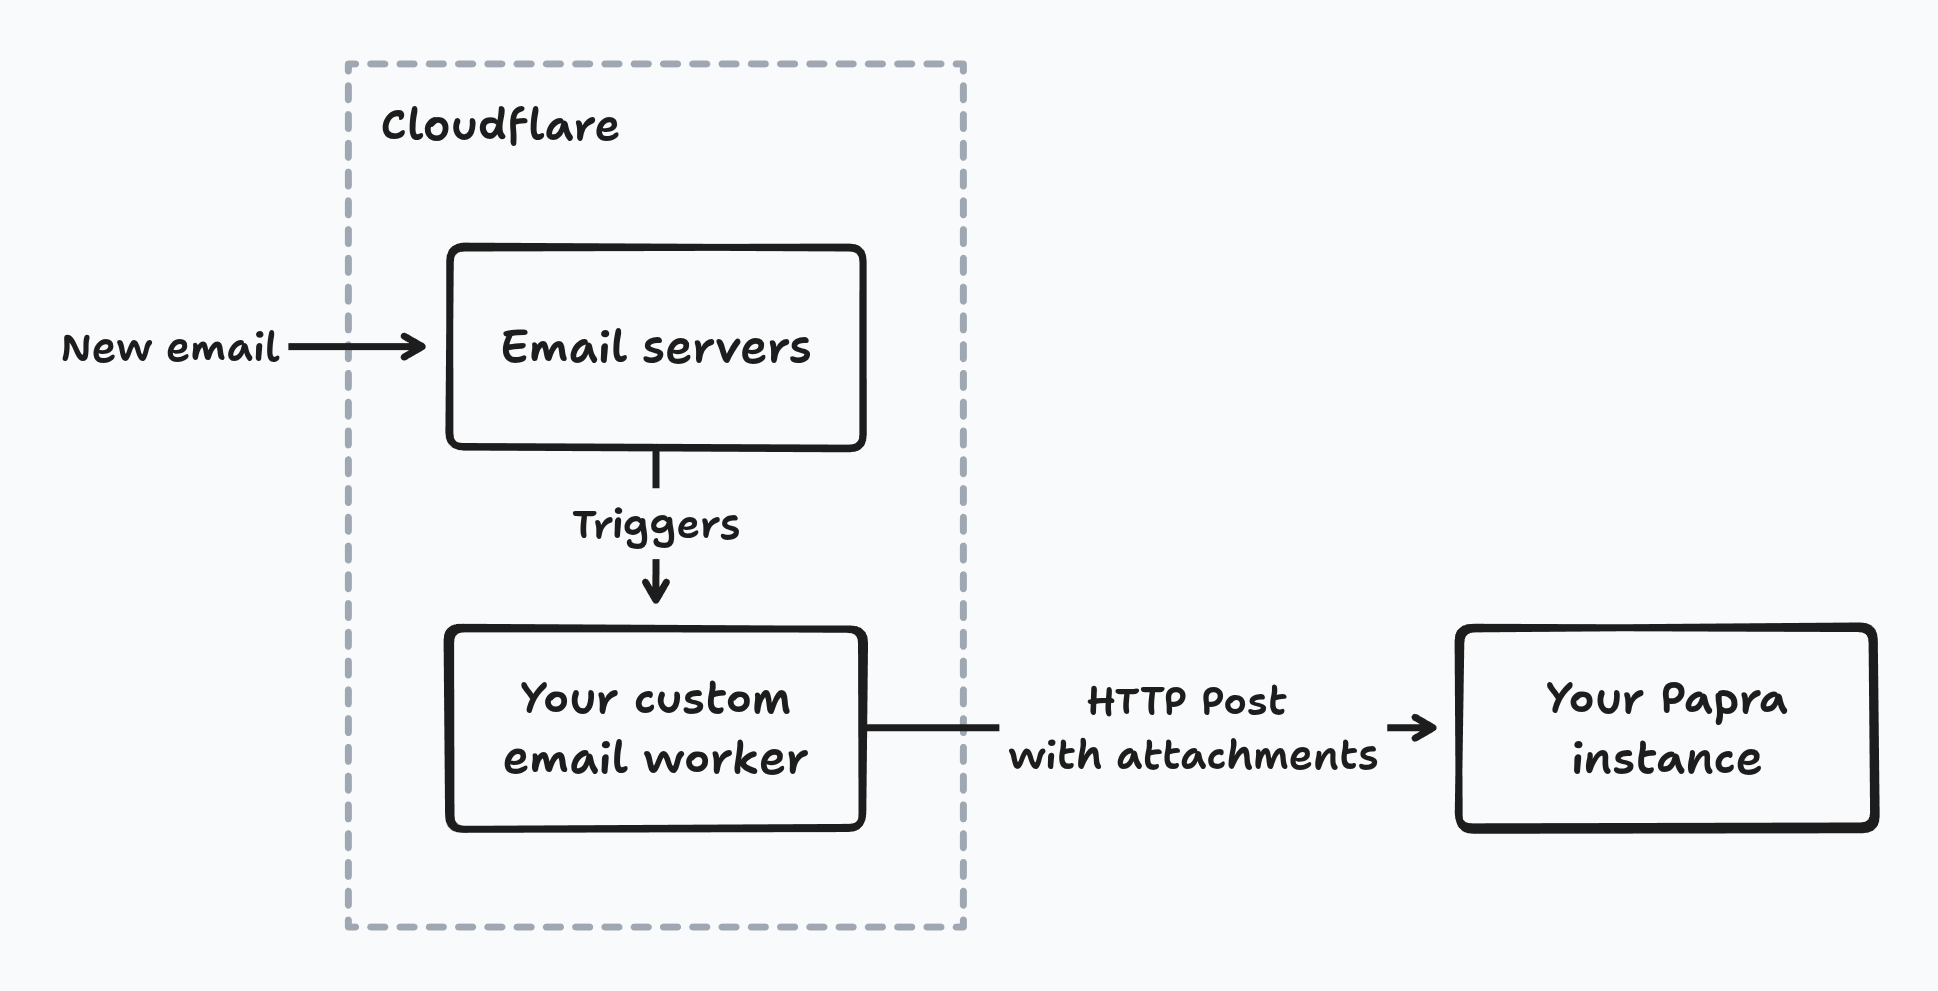 Cloudflare
New email
Email servers
Triggers
Your custom
email worker
HTTP Post
with attachments
Your Papra
instance